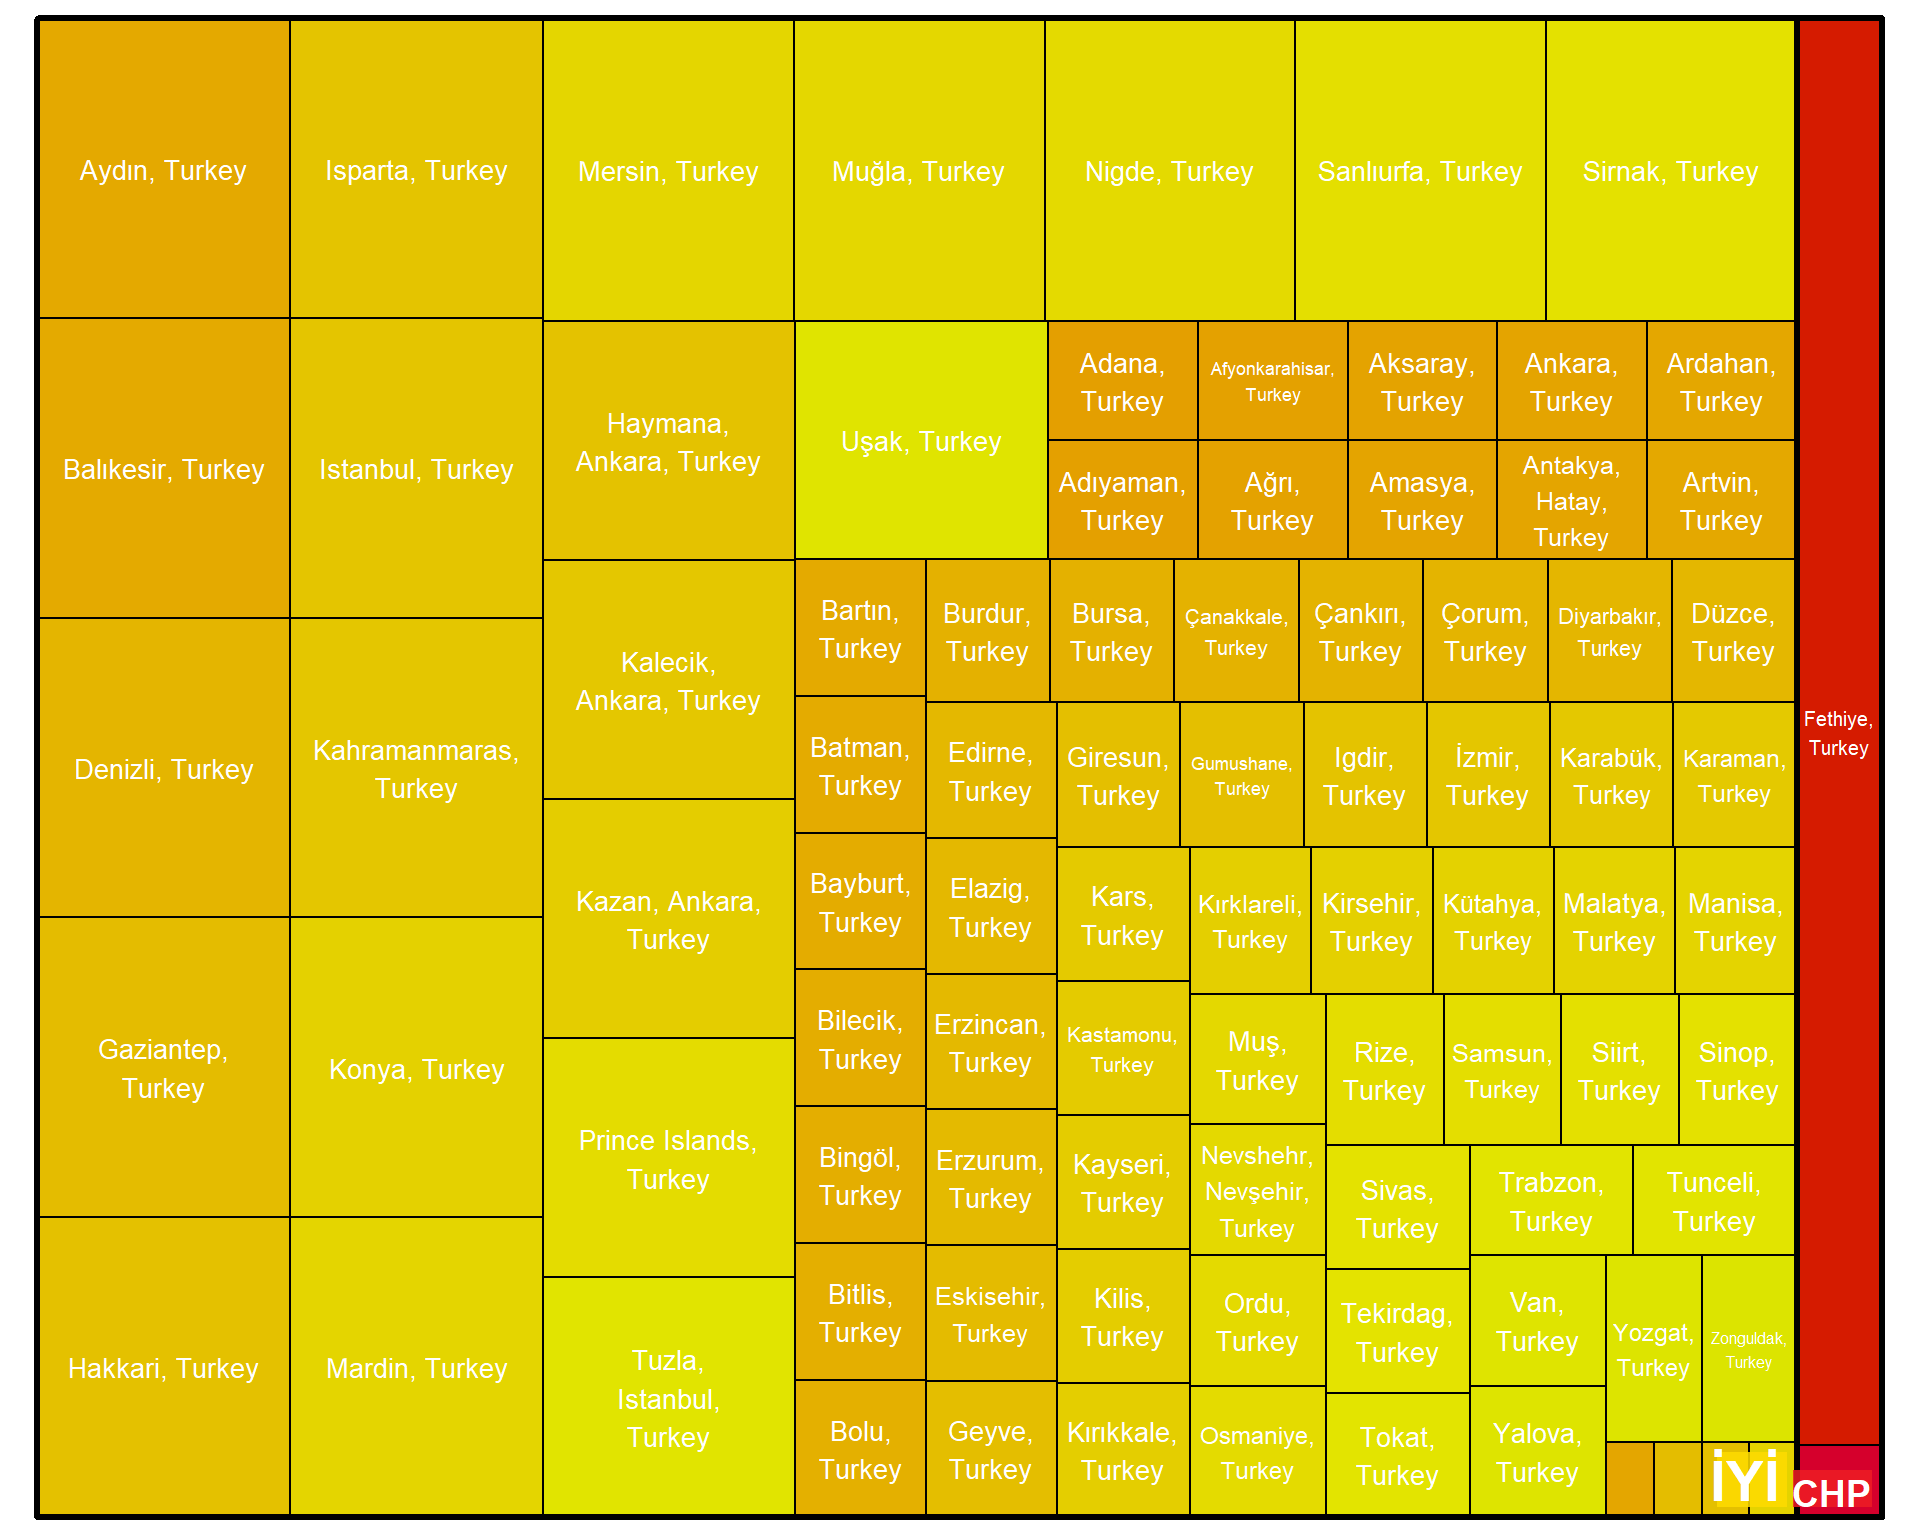 Aydın, Turkey
Isparta, Turkey
Mersin, Turkey
Muğla, Turkey
Nigde, Turkey
Sanlıurfa, Turkey
Sirnak, Turkey
Balıkesir, Turkey
Istanbul, Turkey
Haymana,
Ankara, Turkey
Uşak, Turkey
Adana,
Turkey
Afyonkarahisar,
Turkey
Aksaray,
Turkey
Ankara,
Turkey
Ardahan,
Turkey
Adıyaman,
Turkey
Ağrı,
Turkey
Amasya,
Turkey
Antakya,
Hatay,
Turkey
Artvin,
Turkey
Denizli, Turkey
Kahramanmaras,
Turkey
Kalecik,
Ankara, Turkey
Bartın,
Turkey
Burdur,
Turkey
Bursa,
Turkey
Çanakkale,
Turkey
Çankırı,
Turkey
Çorum,
Turkey
Diyarbakır,
Turkey
Düzce,
Turkey
Fethiye,
Turkey
Batman,
Turkey
Edirne,
Turkey
Giresun,
Turkey
Gumushane,
Turkey
Igdir,
Turkey
İzmir,
Turkey
Karabük,
Turkey
Karaman,
Turkey
Kazan, Ankara,
Turkey
Bayburt,
Turkey
Elazig,
Turkey
Kars,
Turkey
Kırklareli,
Turkey
Kirsehir,
Turkey
Kütahya,
Turkey
Malatya,
Turkey
Manisa,
Turkey
Gaziantep,
Turkey
Konya, Turkey
Prince Islands,
Turkey
Bilecik,
Turkey
Erzincan,
Turkey
Kastamonu,
Turkey
Muş,
Turkey
Rize,
Turkey
Samsun,
Turkey
Siirt,
Turkey
Sinop,
Turkey
Bingöl,
Turkey
Erzurum,
Turkey
Kayseri,
Turkey
Nevshehr,
Nevşehir,
Turkey
Sivas,
Turkey
Trabzon,
Turkey
Tunceli,
Turkey
Hakkari, Turkey
Mardin, Turkey
Tuzla,
Istanbul,
Turkey
Bitlis,
Turkey
Eskisehir,
Turkey
Kilis,
Turkey
Ordu,
Turkey
Tekirdag,
Turkey
Van,
Turkey
Yozgat,
Turkey
Zonguldak,
Turkey
Bolu,
Turkey
Geyve,
Turkey
Kırıkkale,
Turkey
Osmaniye,
Turkey
Tokat,
Turkey
Yalova,
Turkey
İYİ
CHP